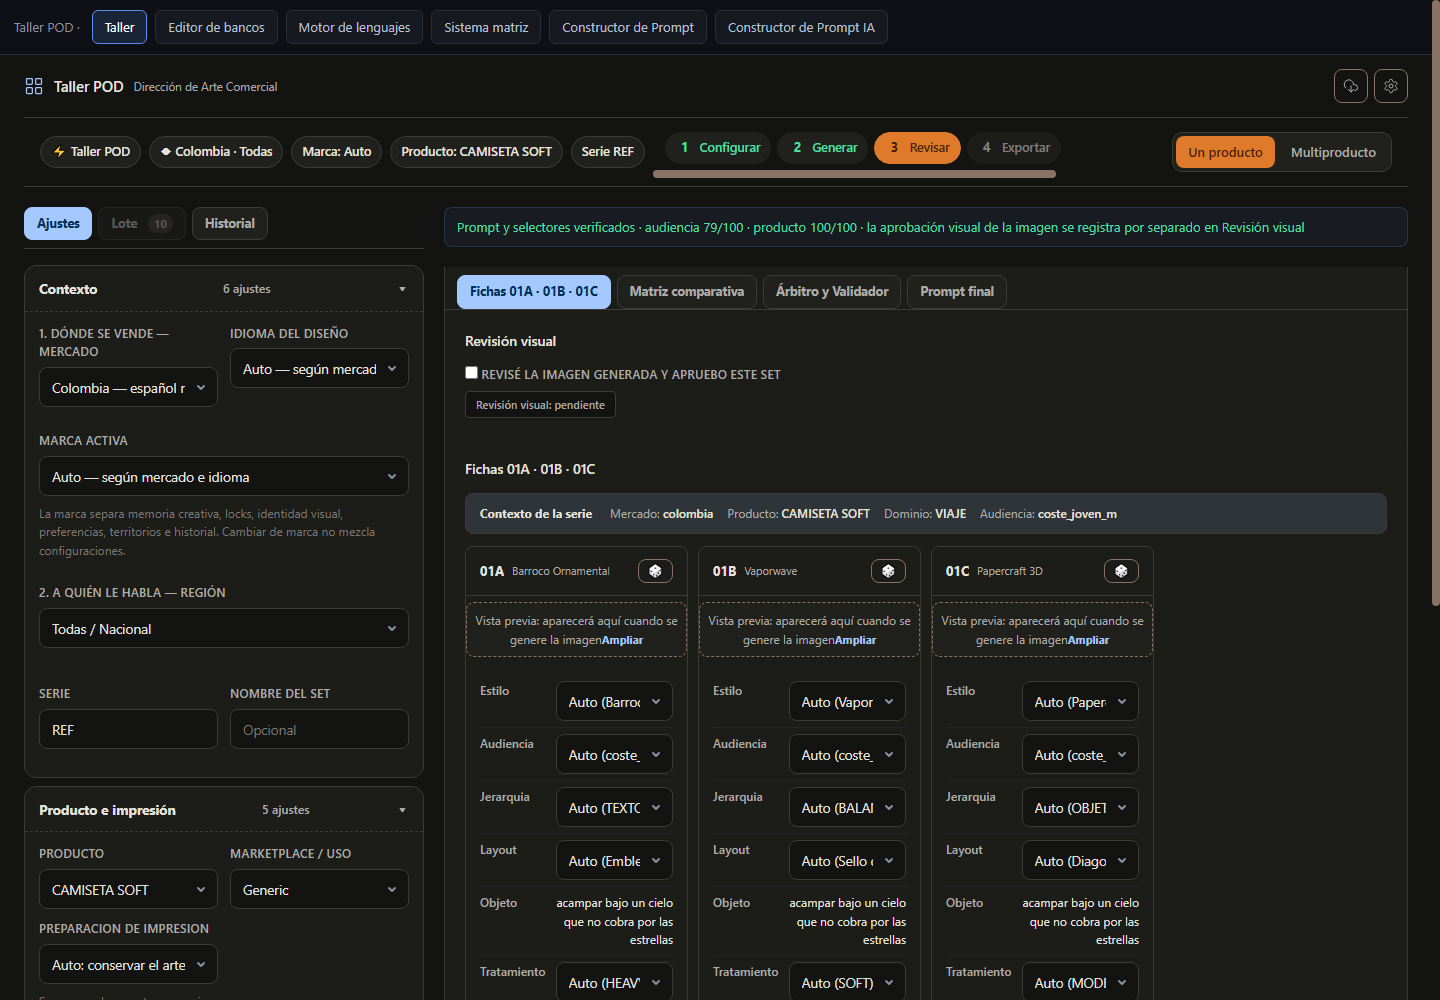 Taller POD ·
Taller
Editor de bancos
Motor de lenguajes
Sistema matriz
Constructor de Prompt
Constructor de Prompt IA
Taller POD Dirección de Arte Comercial
Taller POD
Colombia · Todas
Marca: Auto
Producto: CAMISETA SOFT
Serie REF
1 Configurar
2 Generar
3 Revisar
4 Exportar
Un producto
Multiproducto
Ajustes
Lote 10
Historial
Prompt y selectores verificados · audiencia 79/100 · producto 100/100 · la aprobación visual de la imagen se registra por separado en Revisión visual
Contexto 6 ajustes
1. DÓNDE SE VENDE —
MERCADO
IDIOMA DEL DISEÑO
Colombia — español r
Auto — según mercad
MARCA ACTIVA
Auto — según mercado e idioma
La marca separa memoria creativa, locks, identidad visual,
preferencias, territorios e historial. Cambiar de marca no mezcla
configuraciones.
2. A QUIÉN LE HABLA — REGIÓN
Todas / Nacional
SERIE
NOMBRE DEL SET
REF
Opcional
Producto e impresión 5 ajustes
PRODUCTO
MARKETPLACE / USO
CAMISETA SOFT
Generic
PREPARACION DE IMPRESION
Auto: conservar el arte
Fichas 01A · 01B · 01C
Matriz comparativa
Árbitro y Validador
Prompt final
Revisión visual
REVISÉ LA IMAGEN GENERADA Y APRUEBO ESTE SET
Revisión visual: pendiente
Fichas 01A · 01B · 01C
Contexto de la serie Mercado: colombia Producto: CAMISETA SOFT Dominio: VIAJE Audiencia: coste_joven_m
01A Barroco Ornamental
Vista previa: aparecerá aquí cuando se
genere la imagenAmpliar
Estilo Auto (Barroc
Audiencia Auto (coste_
Jerarquia Auto (TEXTC
Layout Auto (Emble
Objeto acampar bajo un cielo
que no cobra por las
estrellas
Tratamiento Auto (HEAV
01B Vaporwave
Vista previa: aparecerá aquí cuando se
genere la imagenAmpliar
Estilo Auto (Vapor
Audiencia Auto (coste_
Jerarquia Auto (BALAI
Layout Auto (Sello c
Objeto acampar bajo un cielo
que no cobra por las
estrellas
Tratamiento Auto (SOFT)
01C Papercraft 3D
Vista previa: aparecerá aquí cuando se
genere la imagenAmpliar
Estilo Auto (Paper
Audiencia Auto (coste_
Jerarquia Auto (OBJET
Layout Auto (Diago
Objeto acampar bajo un cielo
que no cobra por las
estrellas
Tratamiento Auto (MODI